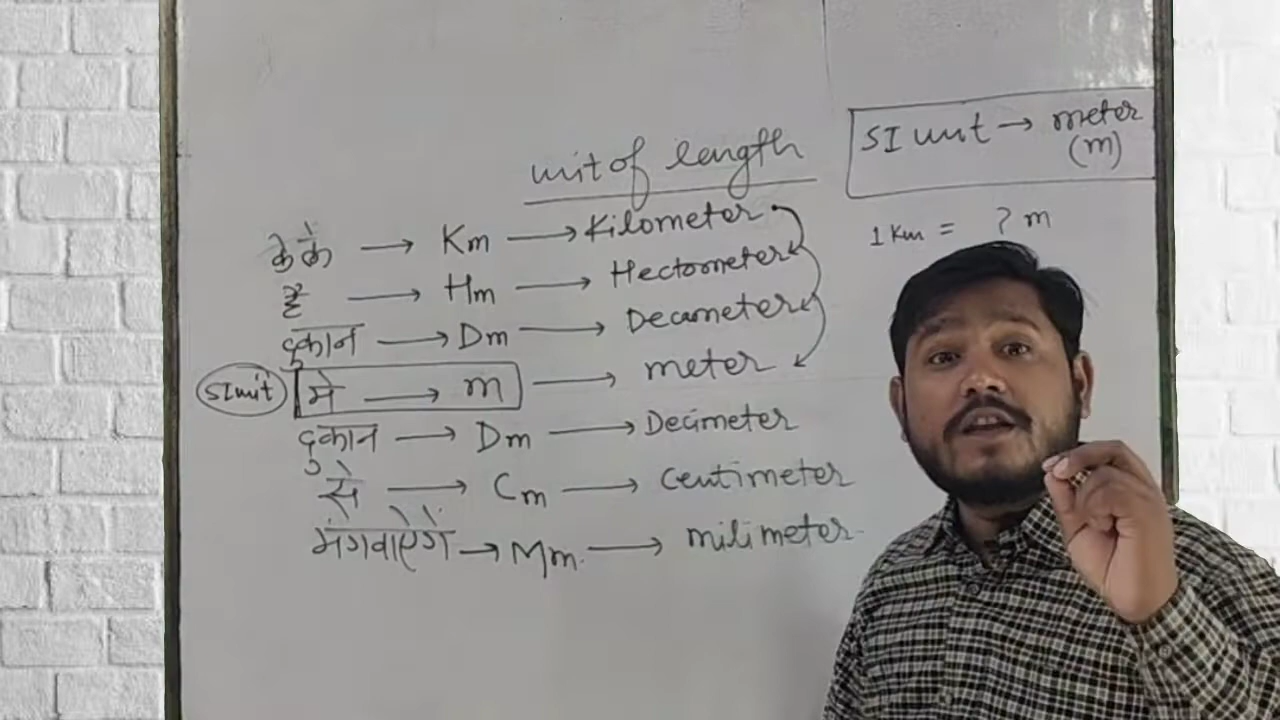 unit of length
SI unit → meter
(m)
1 Km = ? m
केके → Km → Kilometer
है → Hm → Hectometer
दुकान → Dm → Decameter
SI unit मे → m → meter
दुकान → Dm → Decimeter
से → Cm → Centimeter
मंगवाऐगें → Mm → milimeter